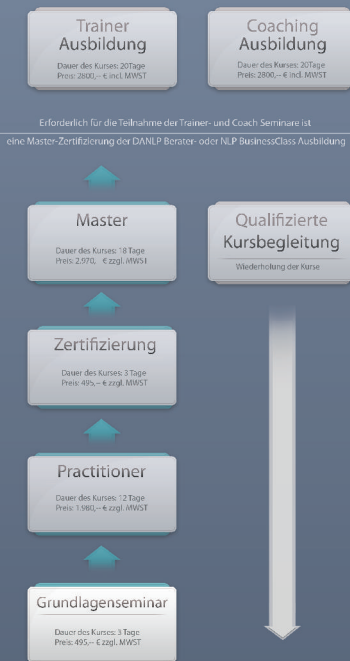 Trainer
Ausbildung
Dauer des Kurses: 20Tage
Preis: 2800,-- € incl. MWST
Coaching
Ausbildung
Dauer des Kurses: 20Tage
Preis: 2800,-- € incl. MWST
Erforderlich für die Teilnahme der Trainer- und Coach Seminare ist
eine Master-Zertifizierung der DANLP Berater- oder NLP BusinessClass Ausbildung
Master
Dauer des Kurses: 18 Tage
Preis: 2.970, € zzgl. MWST
Qualifizierte
Kursbegleitung
Wiederholung der Kurse
Zertifizierung
Dauer des Kurses: 3 Tage
Preis: 495,-- € zzgl. MWST
Practitioner
Dauer des Kurses: 12 Tage
Preis: 1.980,-- € zzgl. MWST
Grundlagenseminar
Dauer des Kurses: 3 Tage
Preis: 495,-- € zzgl. MWST